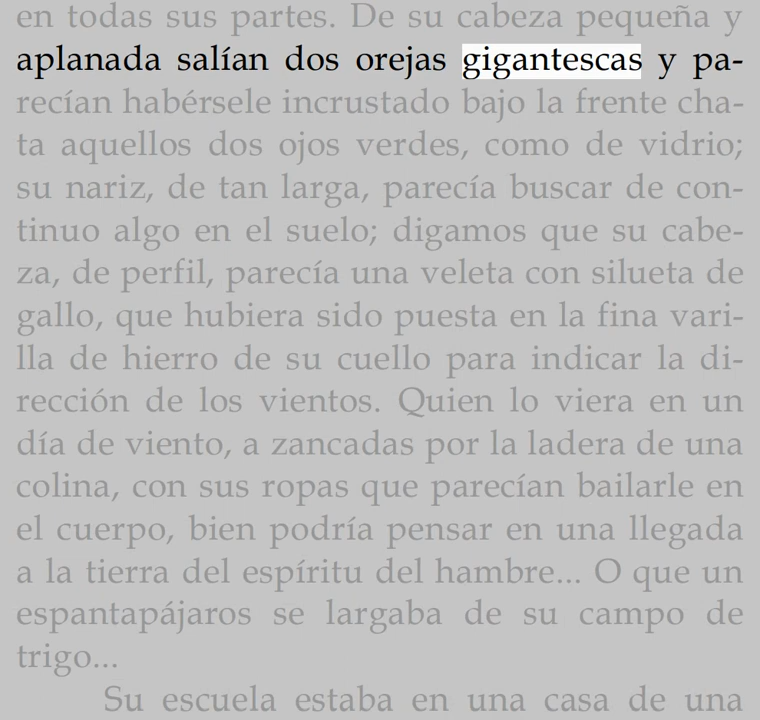 en todas sus partes. De su cabeza pequeña y
aplanada salían dos orejas gigantescas y pa-
recían habérsele incrustado bajo la frente cha-
ta aquellos dos ojos verdes, como de vidrio;
su nariz, de tan larga, parecía buscar de con-
tinuo algo en el suelo; digamos que su cabe-
za, de perfil, parecía una veleta con silueta de
gallo, que hubiera sido puesta en la fina vari-
lla de hierro de su cuello para indicar la di-
rección de los vientos. Quien lo viera en un
día de viento, a zancadas por la ladera de una
colina, con sus ropas que parecían bailarle en
el cuerpo, bien podría pensar en una llegada
a la tierra del espíritu del hambre... O que un
espantapájaros se largaba de su campo de
trigo...
Su escuela estaba en una casa de una